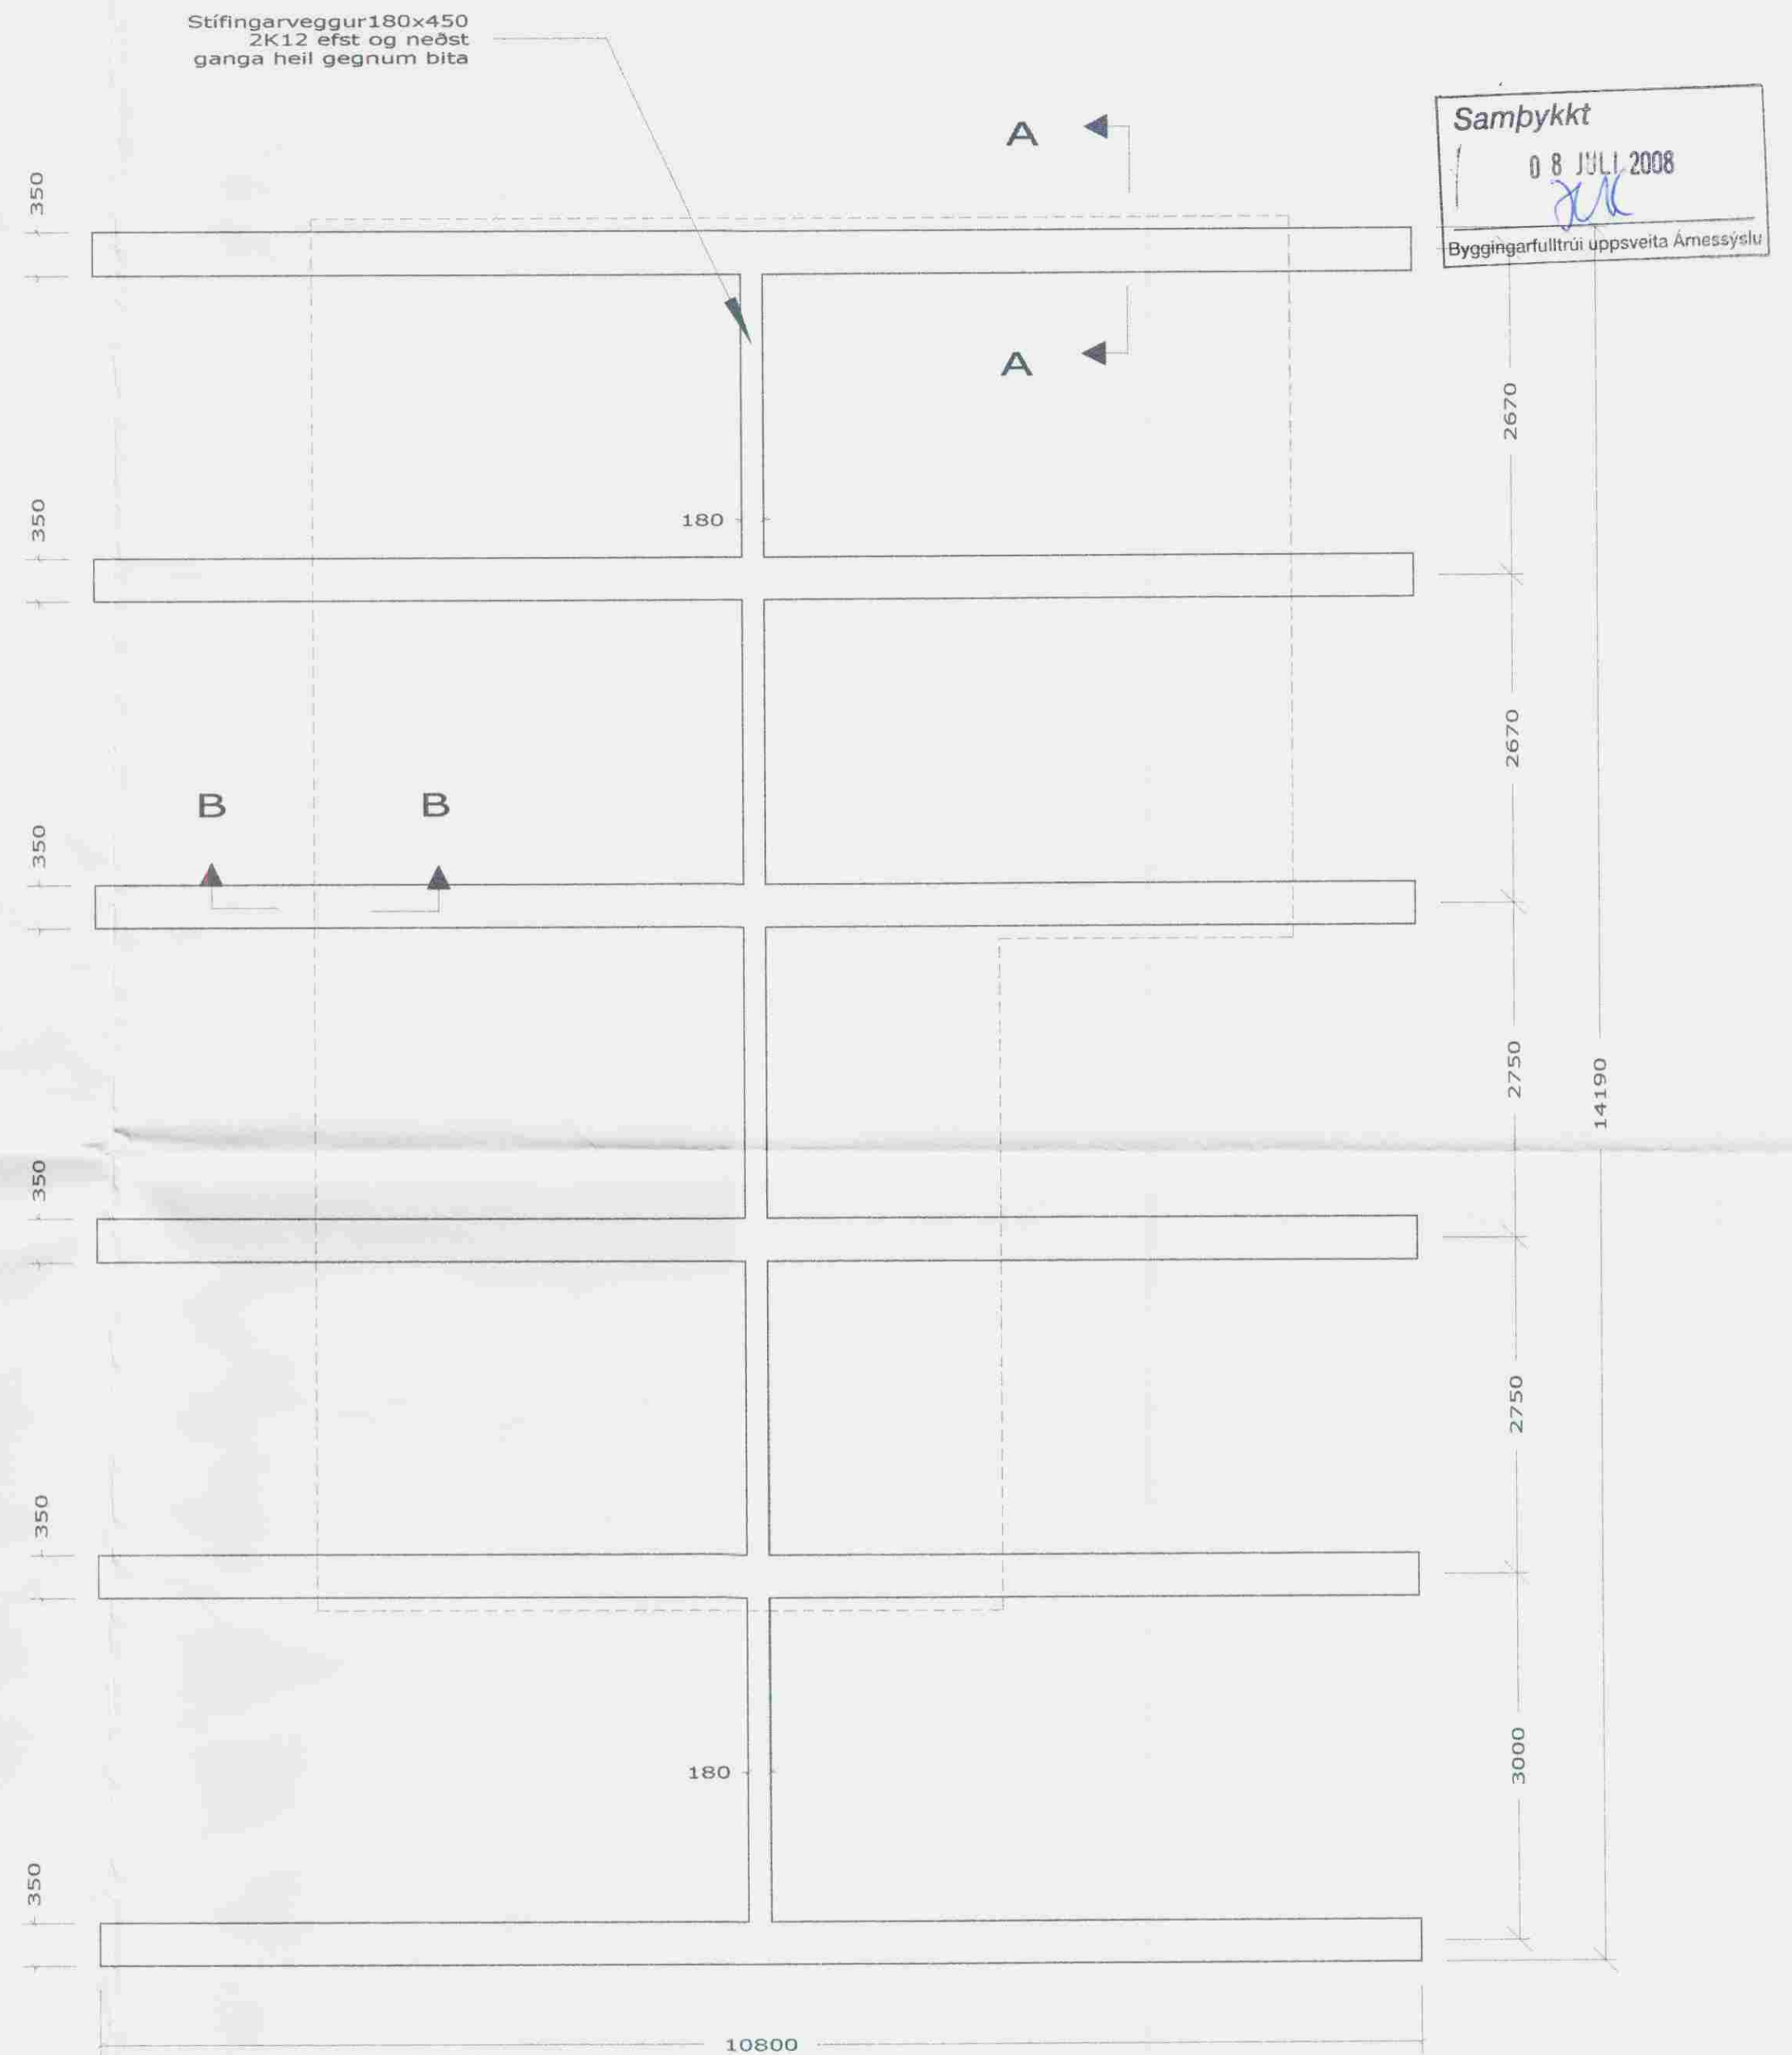 Stífingarveggur180x450
2K12 efst og neðst
ganga heil gegnum bita
Samþykkt
08 JÚLI 2008
Byggingarfulltrúi uppsveita Árnessýslu
A
A
B B
350
350
350
350
350
350
180
180
2670
2670
2750
2750
3000
14190
10800